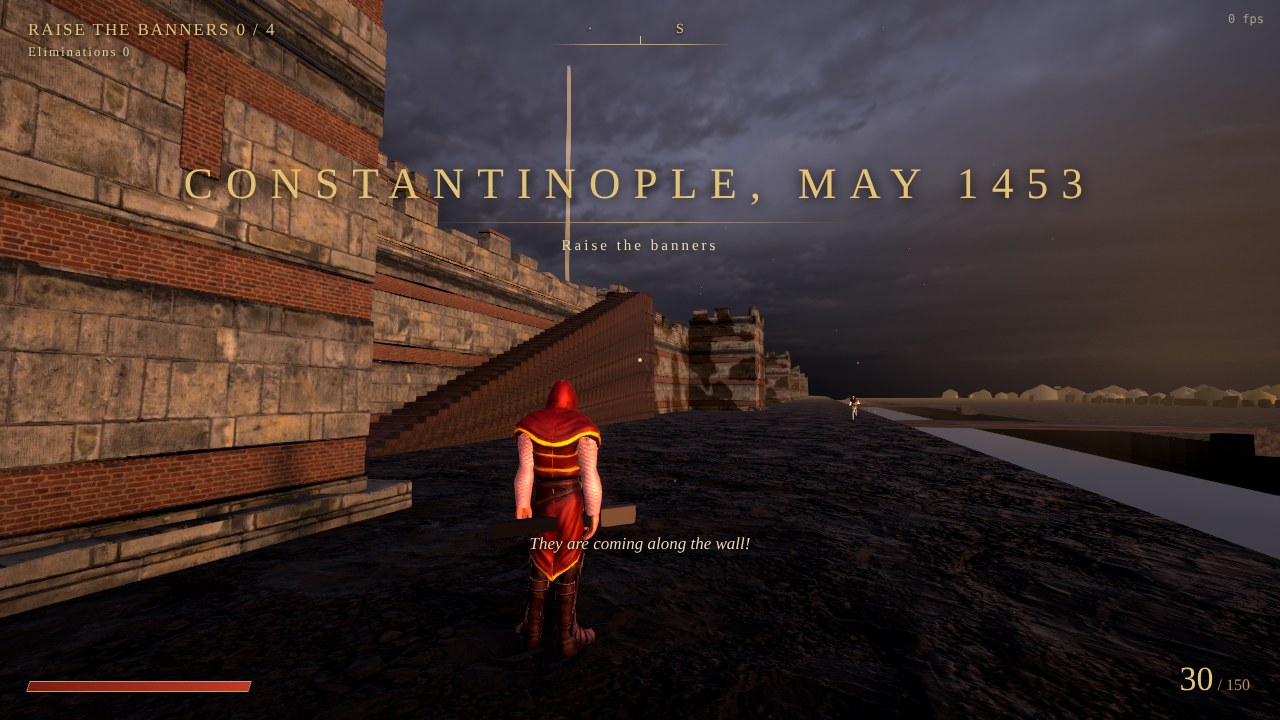 RAISE THE BANNERS 0 / 4
Eliminations 0
S
0 fps
CONSTANTINOPLE, MAY 1453
Raise the banners
They are coming along the wall!
30 / 150